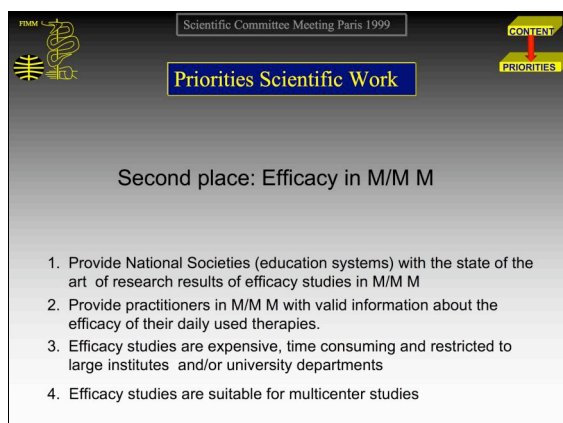 FIMM
Scientific Committee Meeting Paris 1999
CONTENT
PRIORITIES
Priorities Scientific Work
Second place: Efficacy in M/M M
1. Provide National Societies (education systems) with the state of the
art of research results of efficacy studies in M/M M
2. Provide practitioners in M/M M with valid information about the
efficacy of their daily used therapies.
3. Efficacy studies are expensive, time consuming and restricted to
large institutes and/or university departments
4. Efficacy studies are suitable for multicenter studies